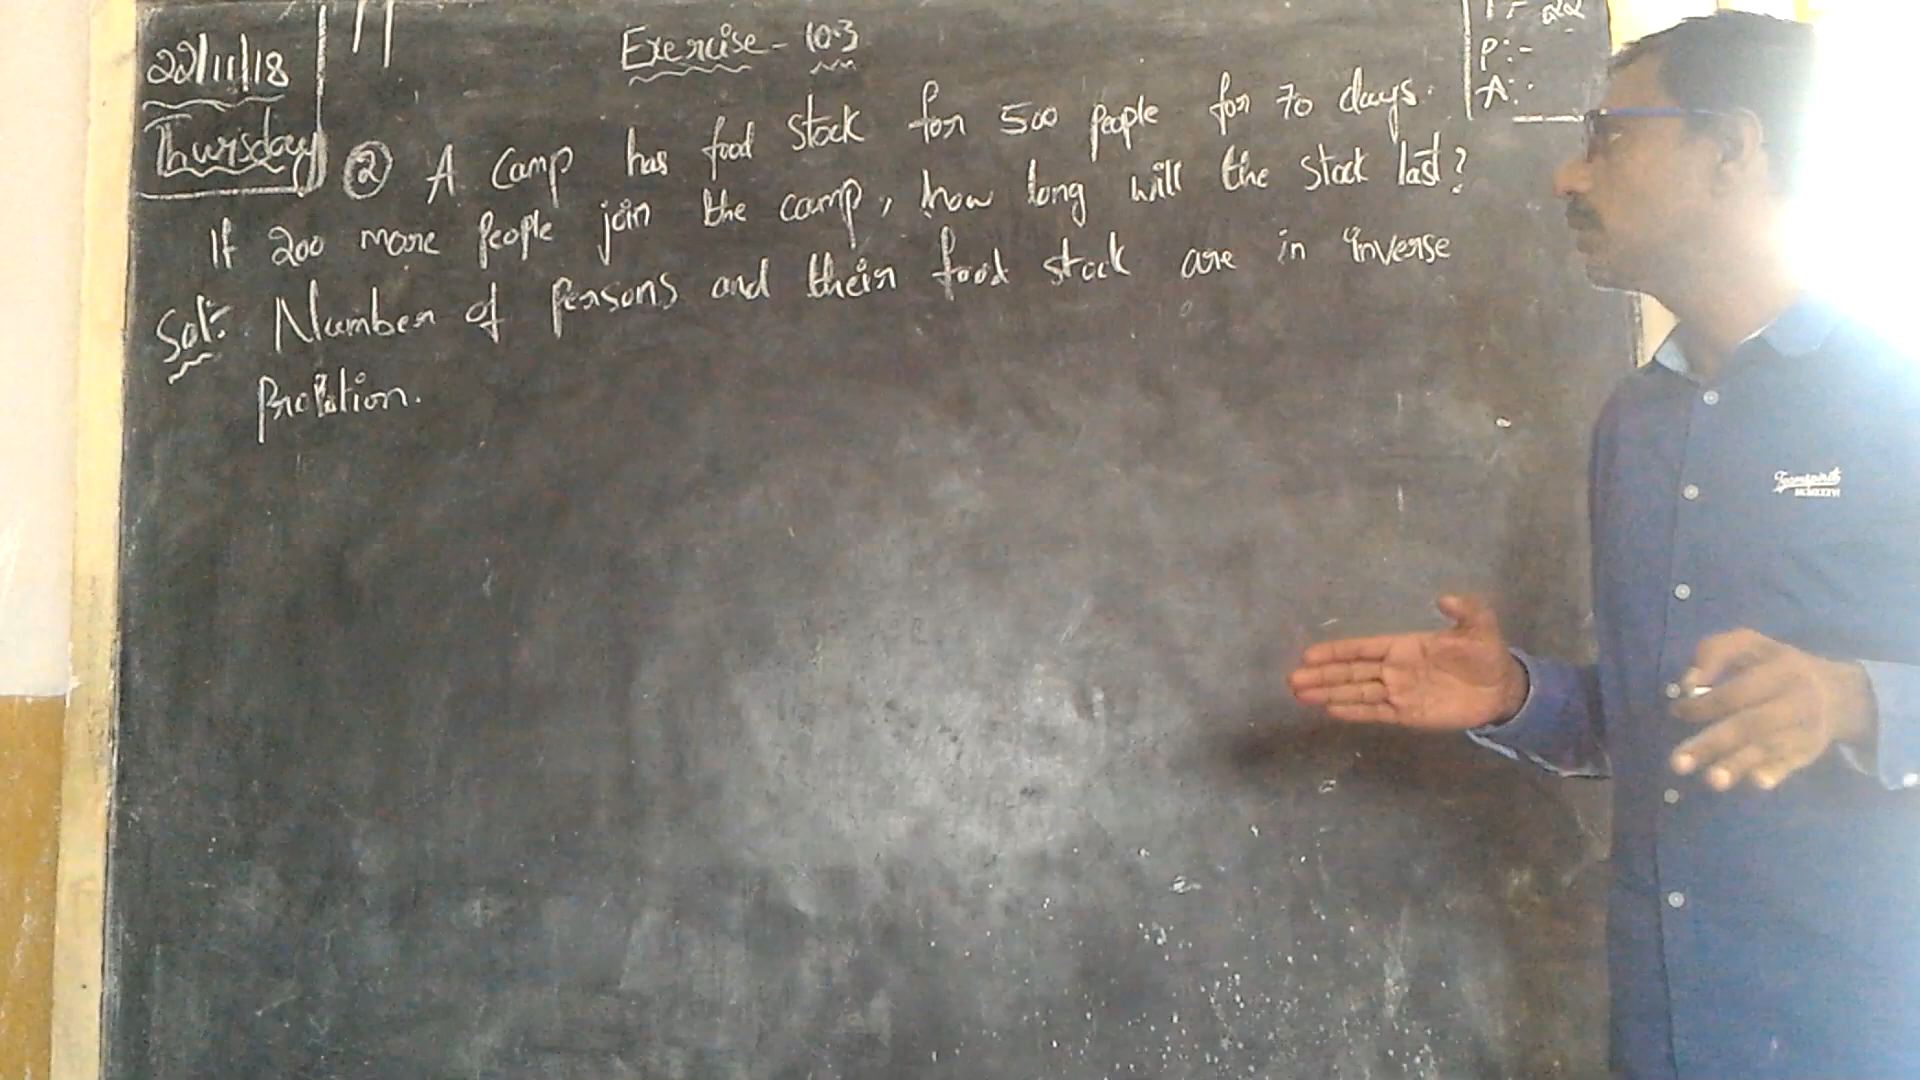 22/11/18
Thursday
Exercise - 10.3
P:-
A:-
② A Camp has food stock for 500 people for 70 days.
If 200 more people join the camp, how long will the stock last?
Sol:- Number of persons and their food stock are in inverse